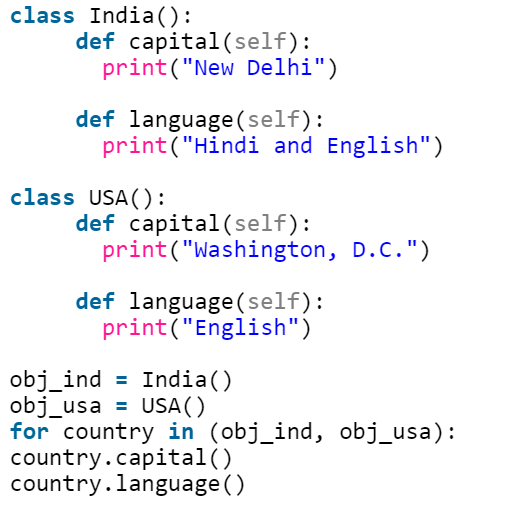 class India():
     def capital(self):
       print("New Delhi")

     def language(self):
       print("Hindi and English")

class USA():
     def capital(self):
       print("Washington, D.C.")

     def language(self):
       print("English")

obj_ind = India()
obj_usa = USA()
for country in (obj_ind, obj_usa):
country.capital()
country.language()